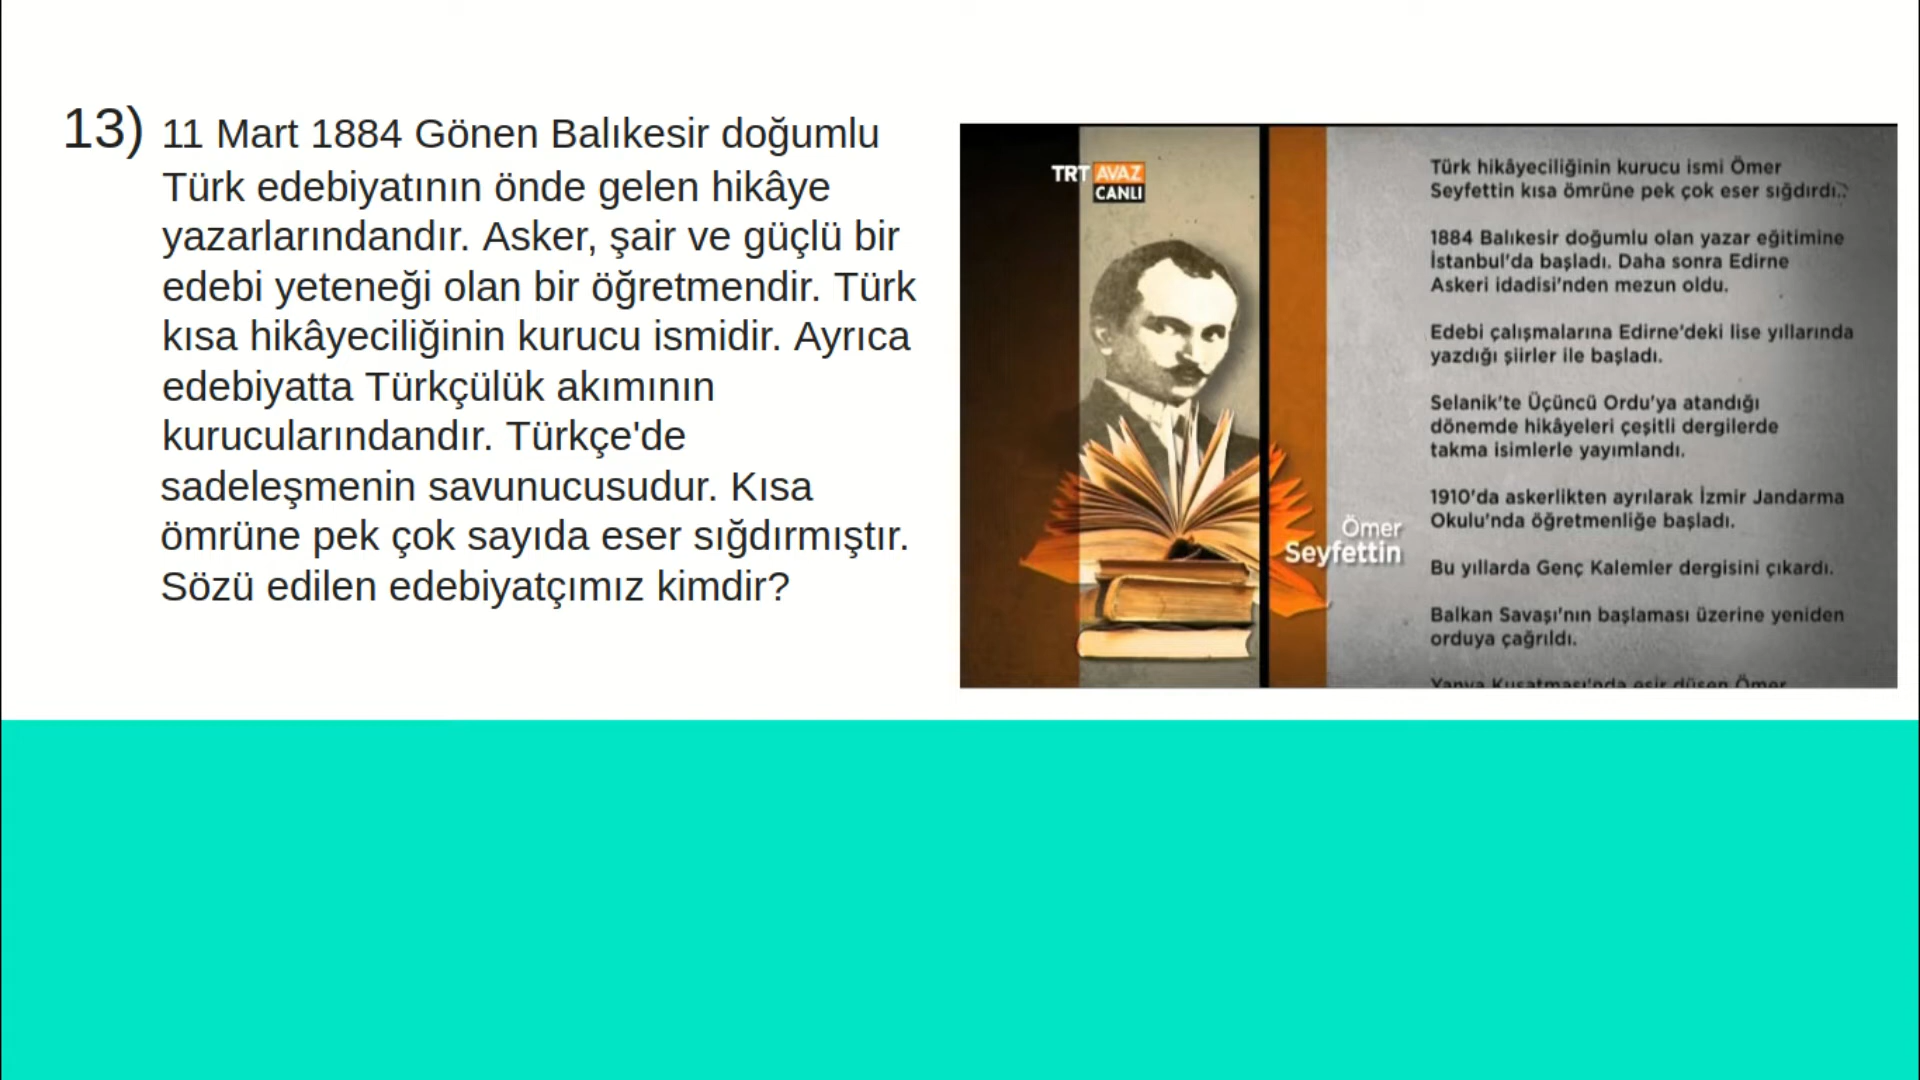 13) 11 Mart 1884 Gönen Balıkesir doğumlu
Türk edebiyatının önde gelen hikâye
yazarlarındandır. Asker, şair ve güçlü bir
edebi yeteneği olan bir öğretmendir. Türk
kısa hikâyeciliğinin kurucu ismidir. Ayrıca
edebiyatta Türkçülük akımının
kurucularındandır. Türkçe'de
sadeleşmenin savunucusudur. Kısa
ömrüne pek çok sayıda eser sığdırmıştır.
Sözü edilen edebiyatçımız kimdir?
TRT AVAZ
CANLI
Ömer
Seyfettin
Türk hikâyeciliğinin kurucu ismi Ömer
Seyfettin kısa ömrüne pek çok eser sığdırdı..
1884 Balıkesir doğumlu olan yazar eğitimine
İstanbul'da başladı. Daha sonra Edirne
Askeri idadisi'nden mezun oldu.
Edebi çalışmalarına Edirne'deki lise yıllarında
yazdığı şiirler ile başladı.
Selanik'te Üçüncü Ordu'ya atandığı
dönemde hikâyeleri çeşitli dergilerde
takma isimlerle yayımlandı.
1910'da askerlikten ayrılarak İzmir Jandarma
Okulu'nda öğretmenliğe başladı.
Bu yıllarda Genç Kalemler dergisini çıkardı.
Balkan Savaşı'nın başlaması üzerine yeniden
orduya çağrıldı.
Yanya Kuşatması'nda esir düşen Ömer